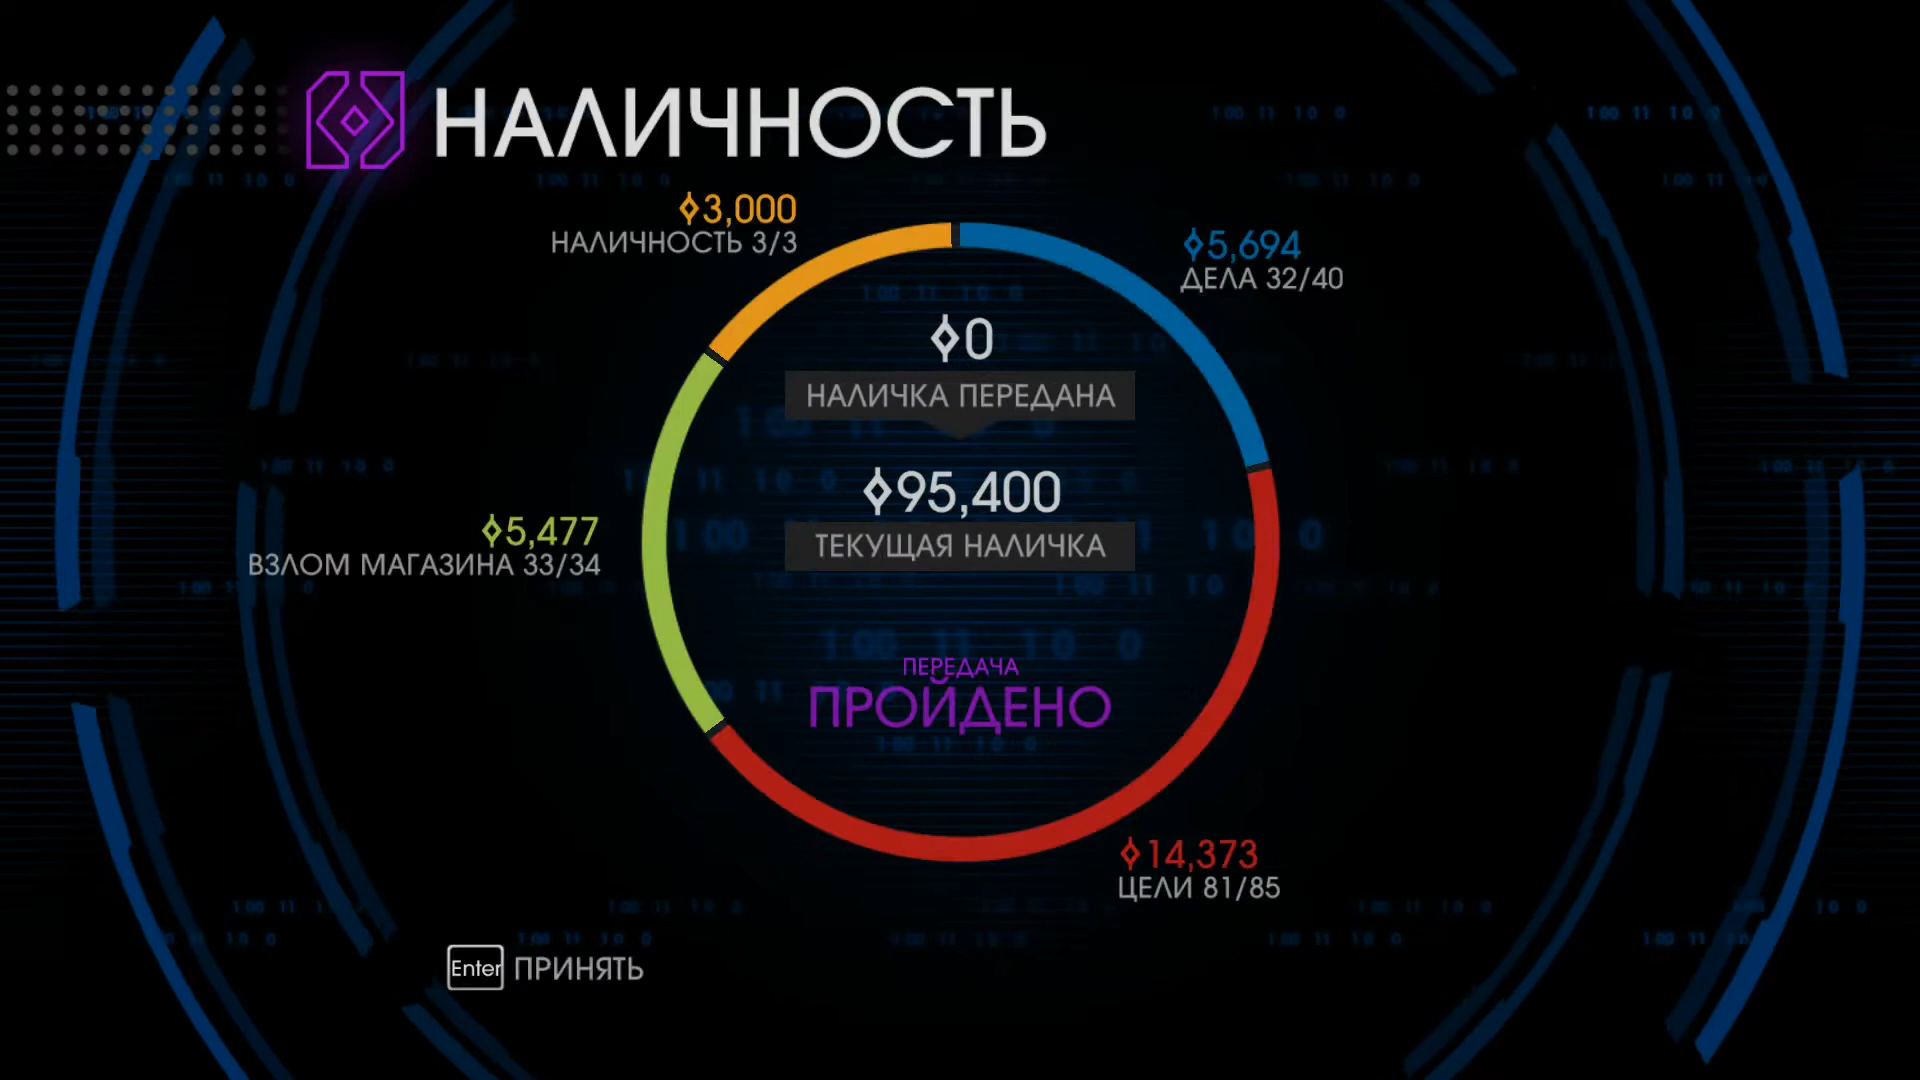 НАЛИЧНОСТЬ
3,000
НАЛИЧНОСТЬ 3/3
5,694
ДЕЛА 32/40
0
НАЛИЧКА ПЕРЕДАНА
95,400
ТЕКУЩАЯ НАЛИЧКА
5,477
ВЗЛОМ МАГАЗИНА 33/34
ПЕРЕДАЧА
ПРОЙДЕНО
14,373
ЦЕЛИ 81/85
Enter ПРИНЯТЬ